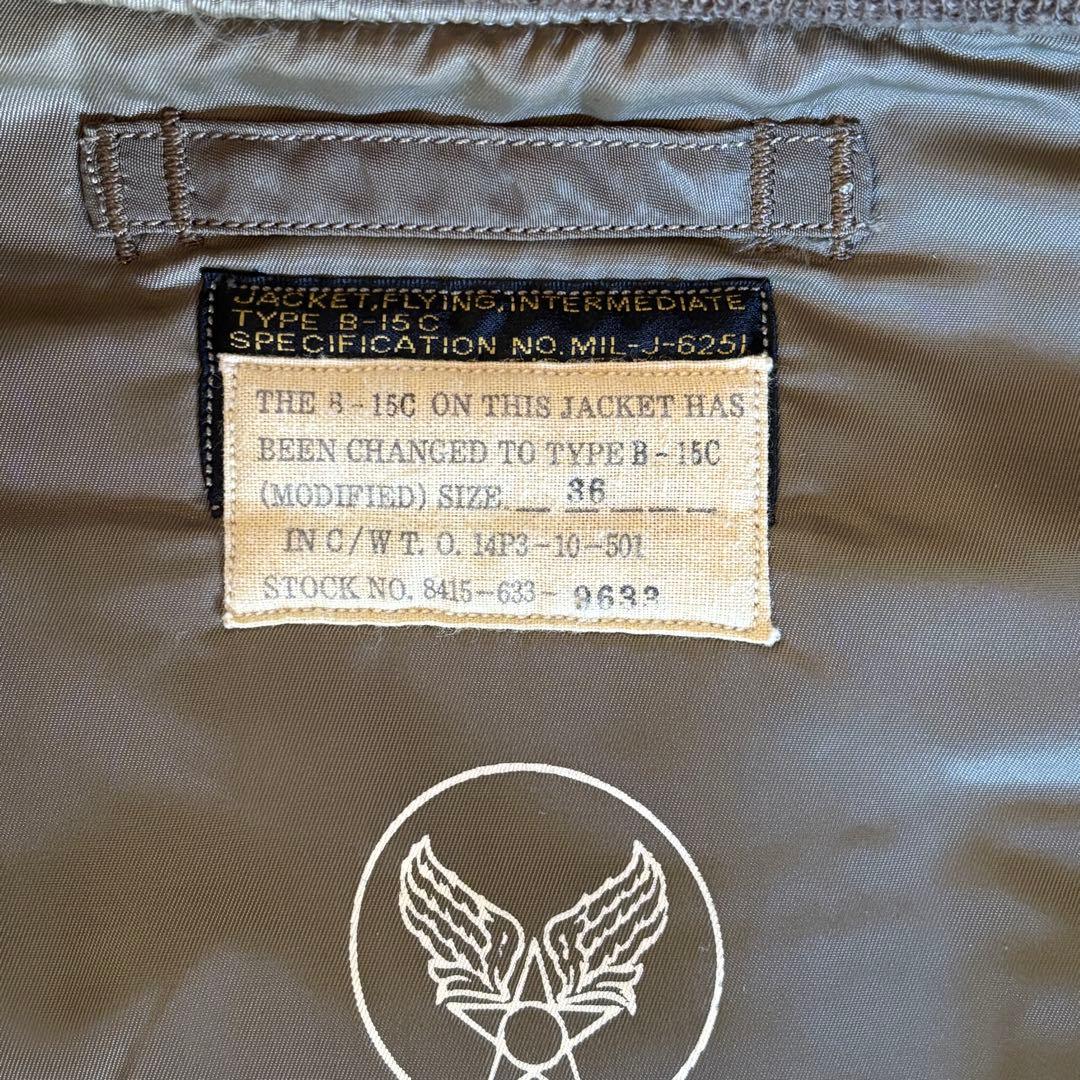 JACKET, FLYING, INTERMEDIATE
TYPE B-15C
SPECIFICATION NO. MIL-J-6251
THE B-15C ON THIS JACKET HAS
BEEN CHANGED TO TYPE B-15C
(MODIFIED) SIZE 36
IN C/W T. O. 14P3-10-501
STOCK NO. 8415-633-9633